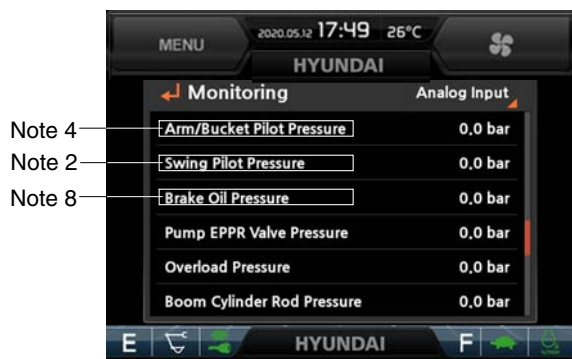 MENU 2020.05.12 17:49 26°C
HYUNDAI
Monitoring Analog Input
Note 4 Arm/Bucket Pilot Pressure 0,0 bar
Note 2 Swing Pilot Pressure 0,0 bar
Note 8 Brake Oil Pressure 0,0 bar
Pump EPPR Valve Pressure 0,0 bar
Overload Pressure 0,0 bar
Boom Cylinder Rod Pressure 0,0 bar
E HYUNDAI F